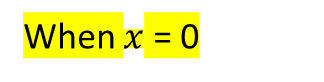 When x = 0